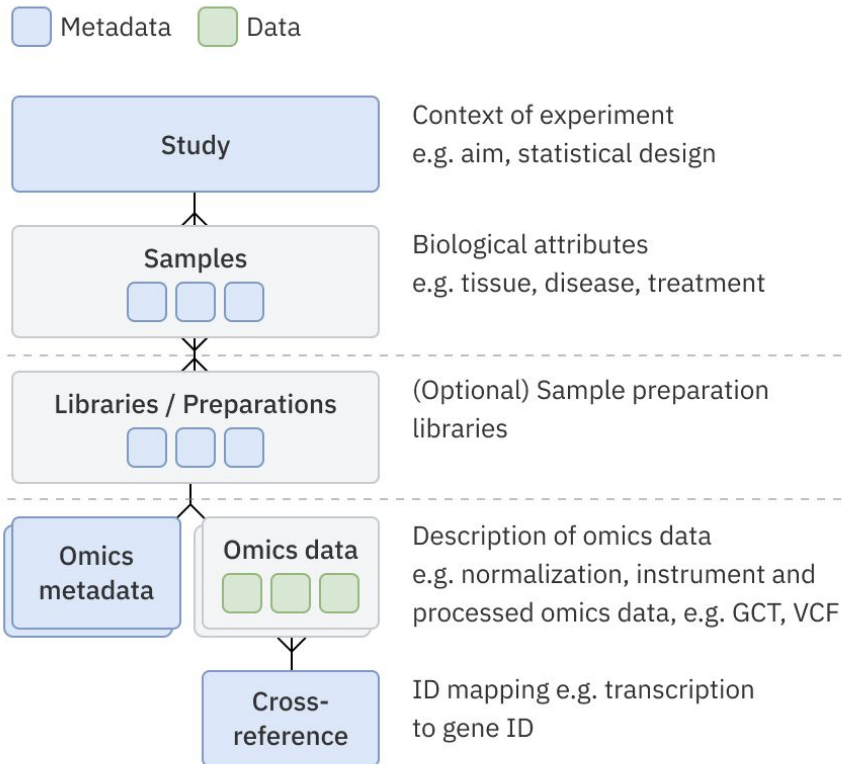 Metadata Data
Study
Context of experiment
e.g. aim, statistical design
Samples
Biological attributes
e.g. tissue, disease, treatment
Libraries / Preparations
(Optional) Sample preparation
libraries
Omics
metadata
Omics data
Description of omics data
e.g. normalization, instrument and
processed omics data, e.g. GCT, VCF
Cross-
reference
ID mapping e.g. transcription
to gene ID